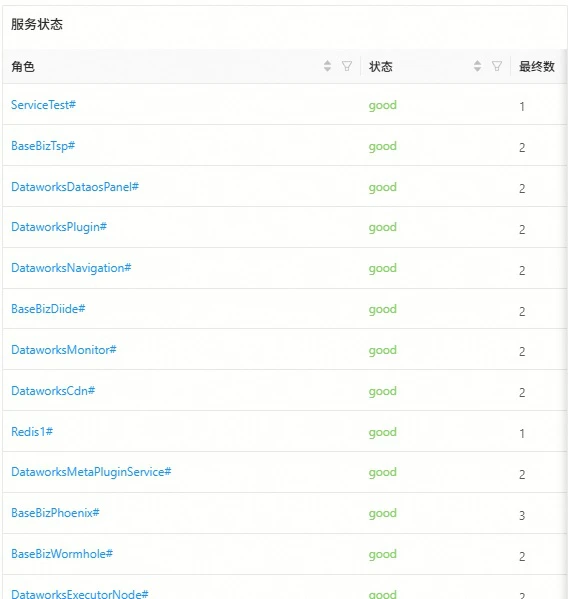 服务状态
角色 状态 最终数
ServiceTest# good 1
BaseBizTsp# good 2
DataworksDataosPanel# good 2
DataworksPlugin# good 2
DataworksNavigation# good 2
BaseBizDiide# good 2
DataworksMonitor# good 2
DataworksCdn# good 2
Redis1# good 1
DataworksMetaPluginService# good 2
BaseBizPhoenix# good 3
BaseBizWormhole# good 2
DataworksExecutorNode# good